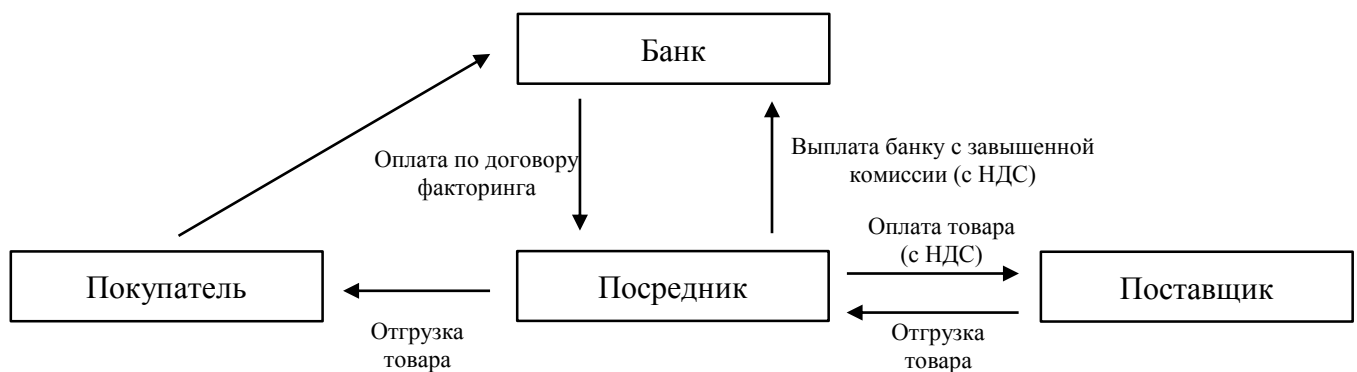 Банк
Оплата по договору
факторинга
Выплата банку с завышенной
комиссии (с НДС)
Оплата товара
(с НДС)
Покупатель
Посредник
Поставщик
Отгрузка
товара
Отгрузка
товара